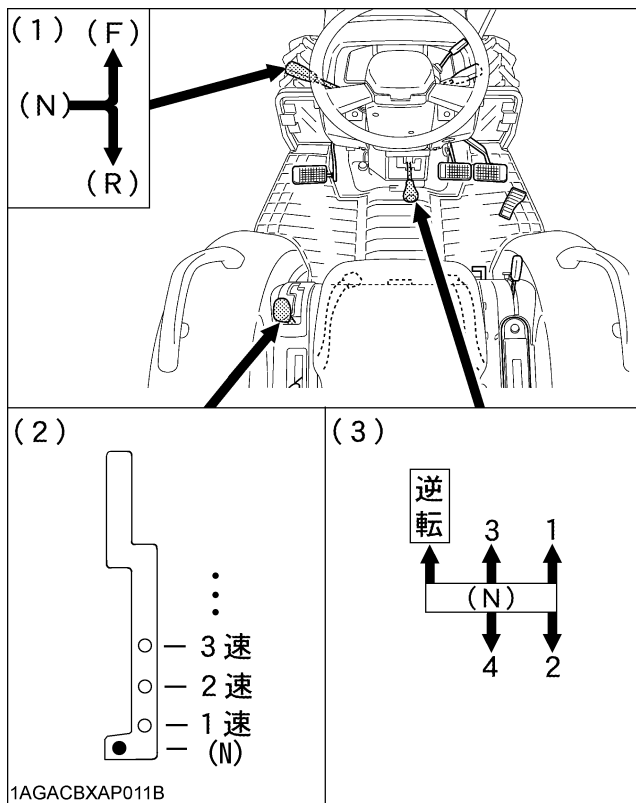 (1) (F)
(N)
(R)
(2)
3速
2速
1速
(N)
(3)
逆転
3 1
(N)
4 2
1AGACBXAP011B